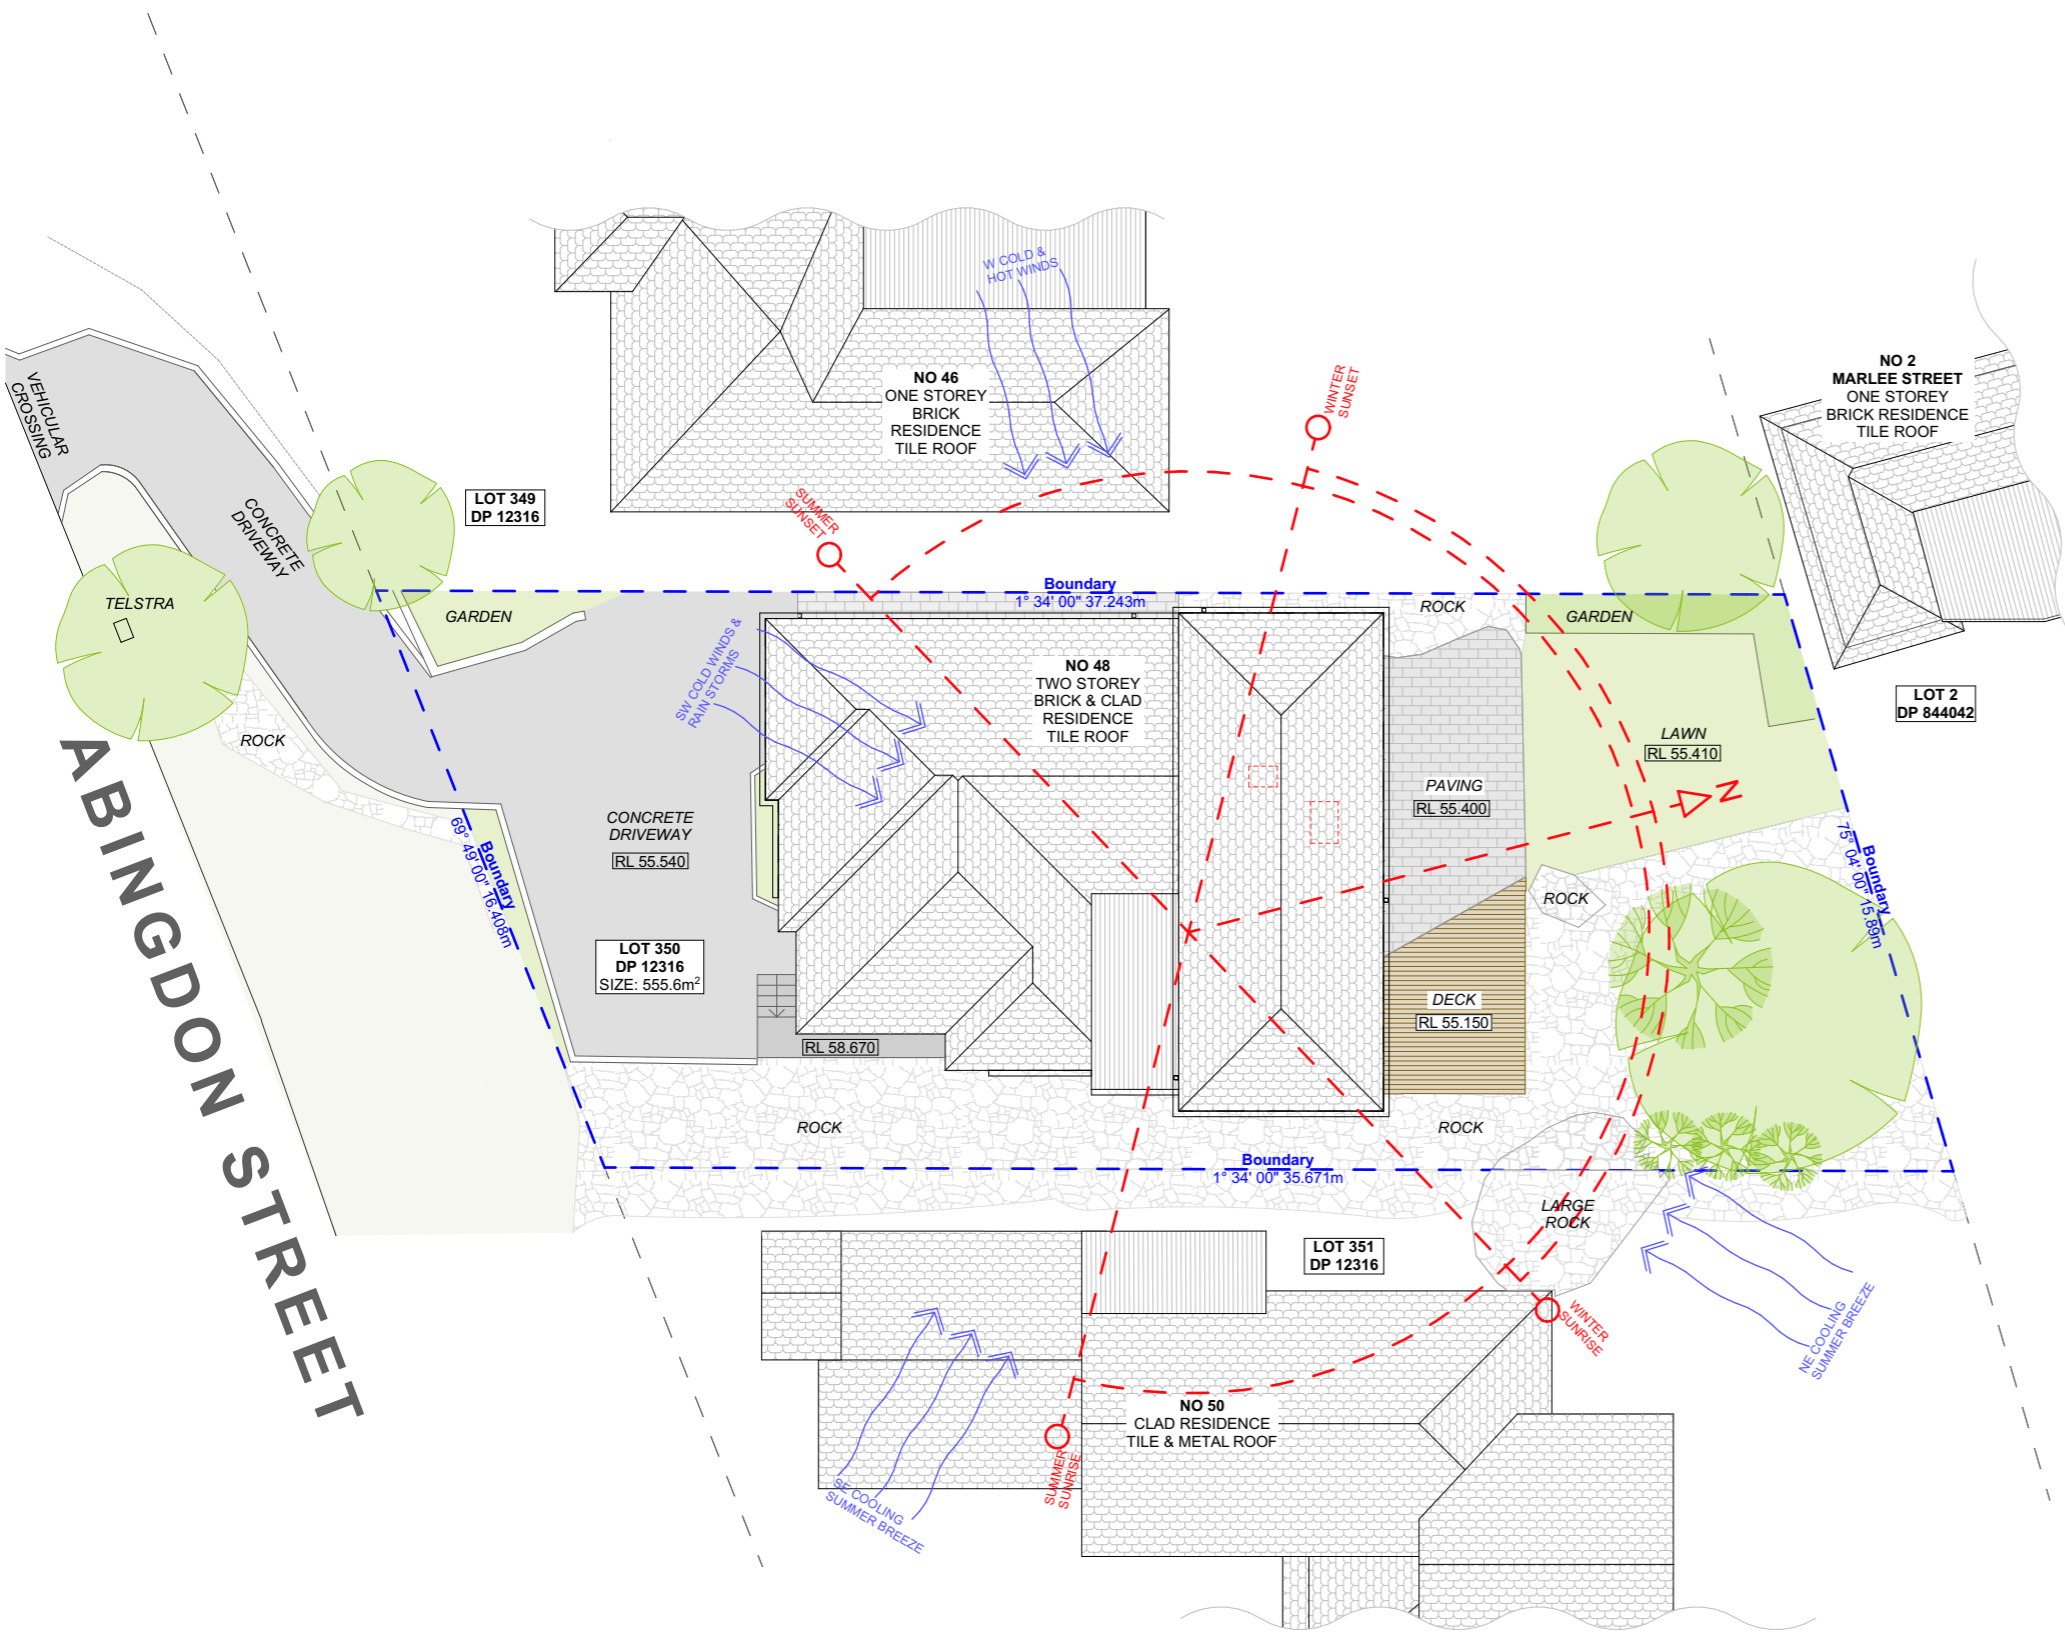 W COLD &
HOT WINDS
NO 46
ONE STOREY
BRICK
RESIDENCE
TILE ROOF
WINTER
SUNSET
NO 2
MARLEE STREET
ONE STOREY
BRICK RESIDENCE
TILE ROOF
VEHICULAR
CROSSING
CONCRETE
DRIVEWAY
LOT 349
DP 12316
SUMMER
SUNSET
TELSTRA
GARDEN
Boundary
1° 34' 00" 37.243m
ROCK
GARDEN
SW COLD WINDS &
RAIN STORMS
NO 48
TWO STOREY
BRICK & CLAD
RESIDENCE
TILE ROOF
LOT 2
DP 844042
ROCK
LAWN
RL 55.410
N
PAVING
RL 55.400
CONCRETE
DRIVEWAY
RL 55.540
Boundary
69° 49' 00" 16.408m
Boundary
75° 04' 00" 15.89m
ROCK
ABINGDON STREET
LOT 350
DP 12316
SIZE: 555.6m²
DECK
RL 55.150
RL 58.670
ROCK
ROCK
Boundary
1° 34' 00" 35.671m
LARGE
ROCK
LOT 351
DP 12316
WINTER
SUNRISE
NE COOLING
SUMMER BREEZE
NO 50
CLAD RESIDENCE
TILE & METAL ROOF
SUMMER
SUNRISE
SE COOLING
SUMMER BREEZE